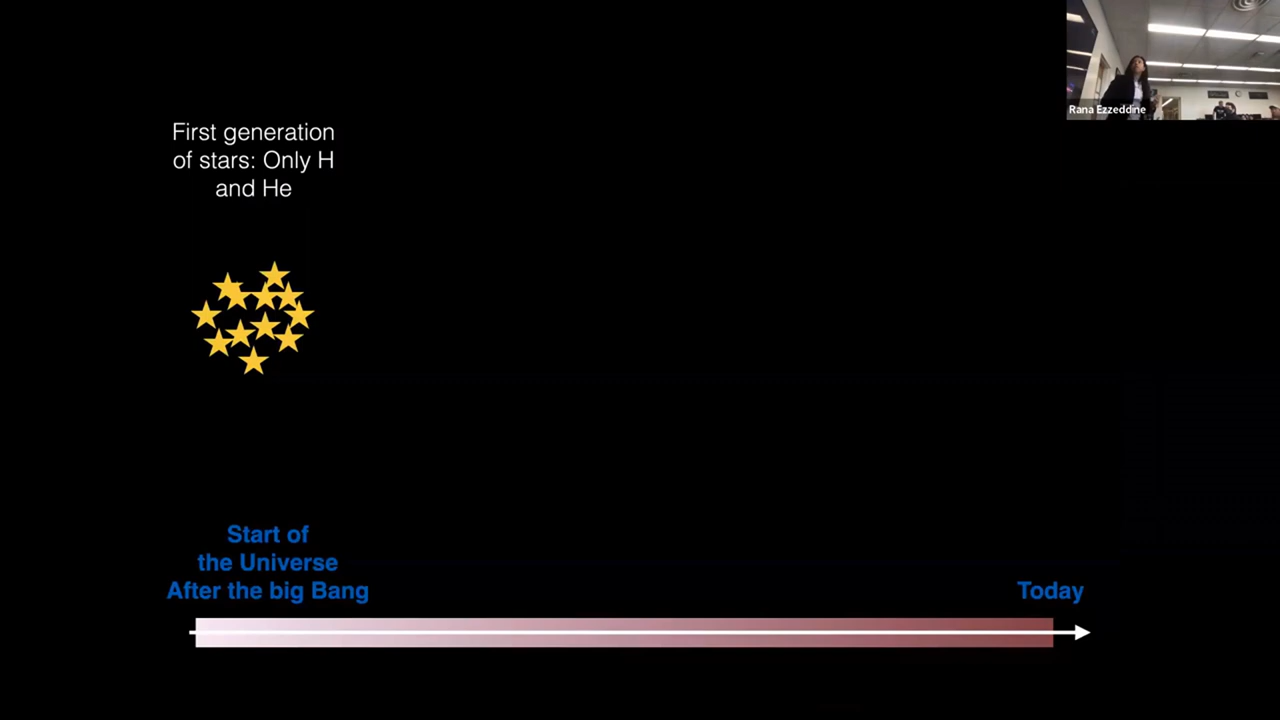 Rana Ezzeddine
First generation
of stars: Only H
and He
Start of
the Universe
After the big Bang
Today